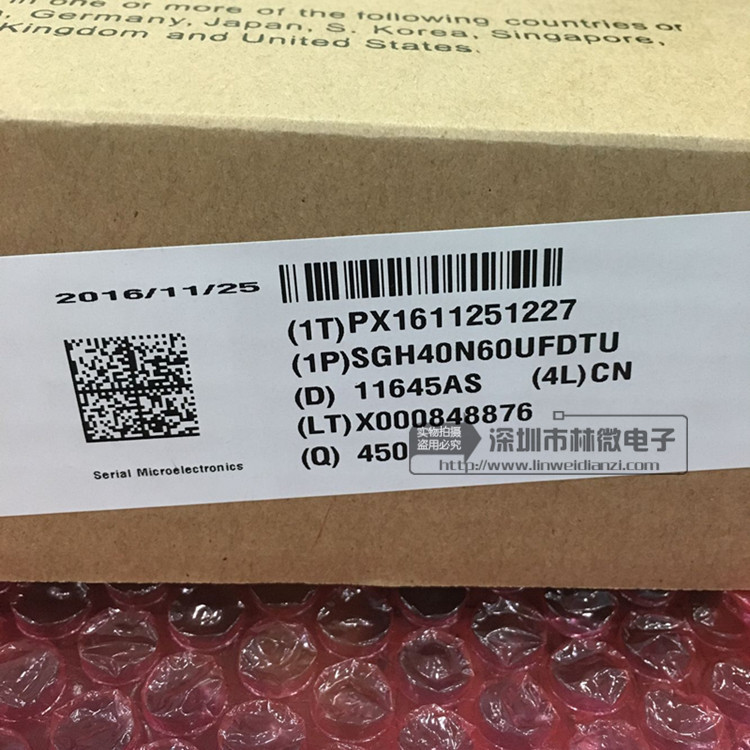 in one or more of the following countries or
Germany, Japan, S. Korea, Singapore,
Kingdom and United States.
2016/11/25
(1T)PX1611251227
(1P)SGH40N60UFDTU
(D) 11645AS (4L)CN
(LT)X000848876
(Q) 450
Serial Microelectronics
实物拍摄
盗用必究
深圳市林微电子
http://www.linweidianzi.com